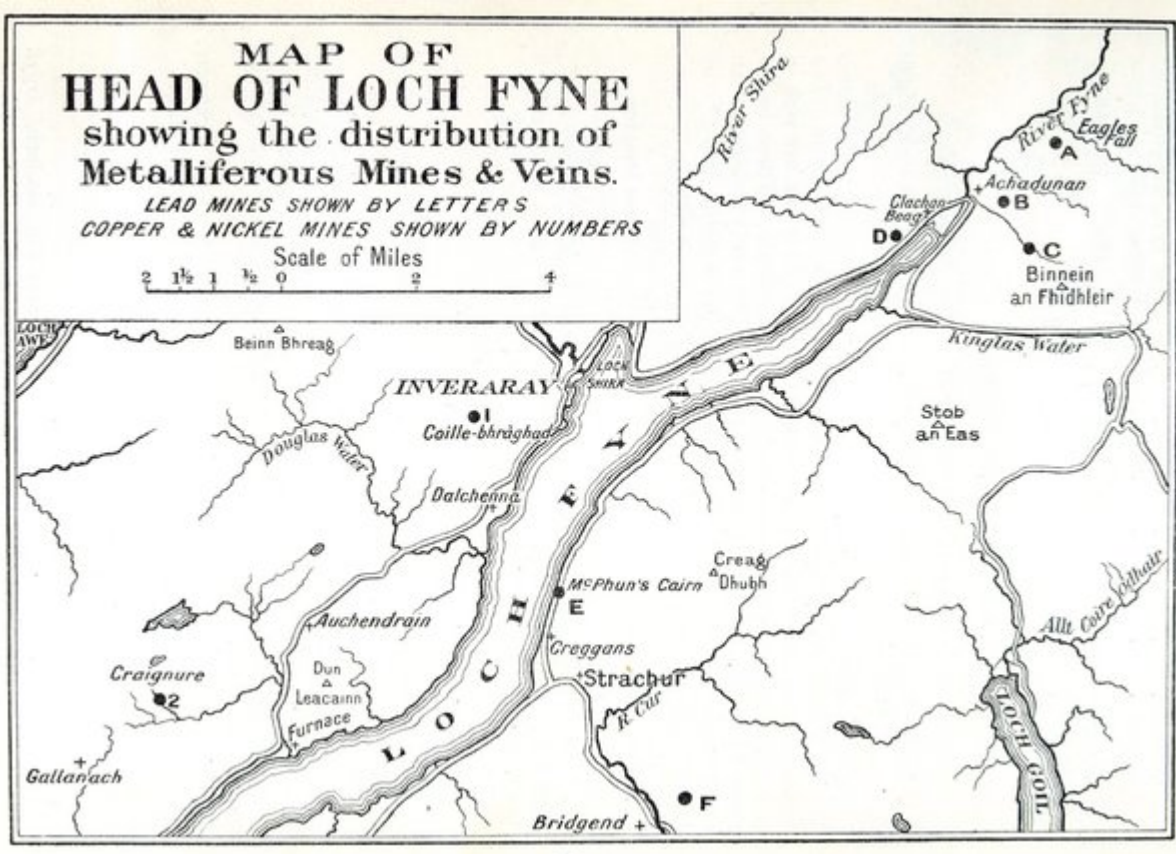 MAP OF
HEAD OF LOCH FYNE
showing the distribution of
Metalliferous Mines & Veins.
LEAD MINES SHOWN BY LETTERS
COPPER & NICKEL MINES SHOWN BY NUMBERS
Scale of Miles
2 1½ 1 ½ 0 2 4
River Shira
River Fyne
Eagles
Fall
A
Achadunan
B
Clachan
Beag
D
C
Binnein
an Fhidhleir
LOCH
AWE
Beinn Bhreag
Kinglas Water
LOCH
SHIRA
INVERARAY
1
Coille-bhràghad
Stob
an Eas
Douglas Water
Dalchenna
LOCH FYNE
Creag
Dhubh
McPhun's Cairn
E
Allt Coire Odhair
Auchendrain
Creggans
Craignure
2
Dun
Leacainn
Strachur
R. Cur
Furnace
LOCH GOIL
Gallanach
F
Bridgend